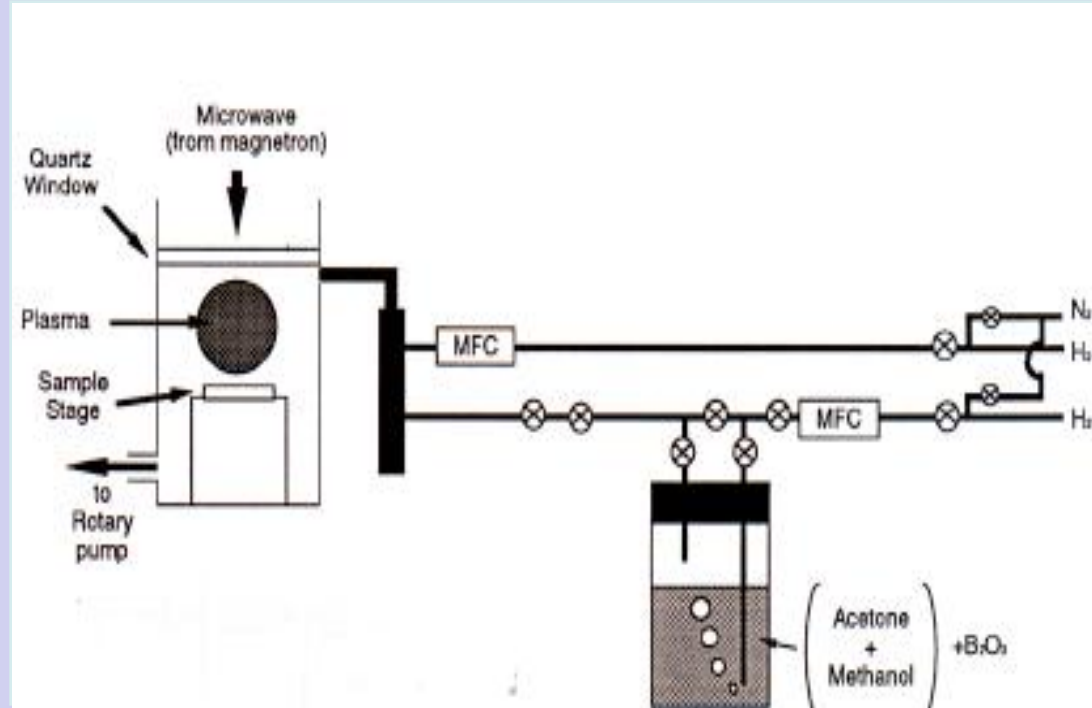 Microwave
(from magnetron)
Quartz
Window
Plasma
Sample
Stage
to
Rotary
pump
MFC
N₂
H₂
MFC
H₂
Acetone
+
Methanol
+B₂O₃